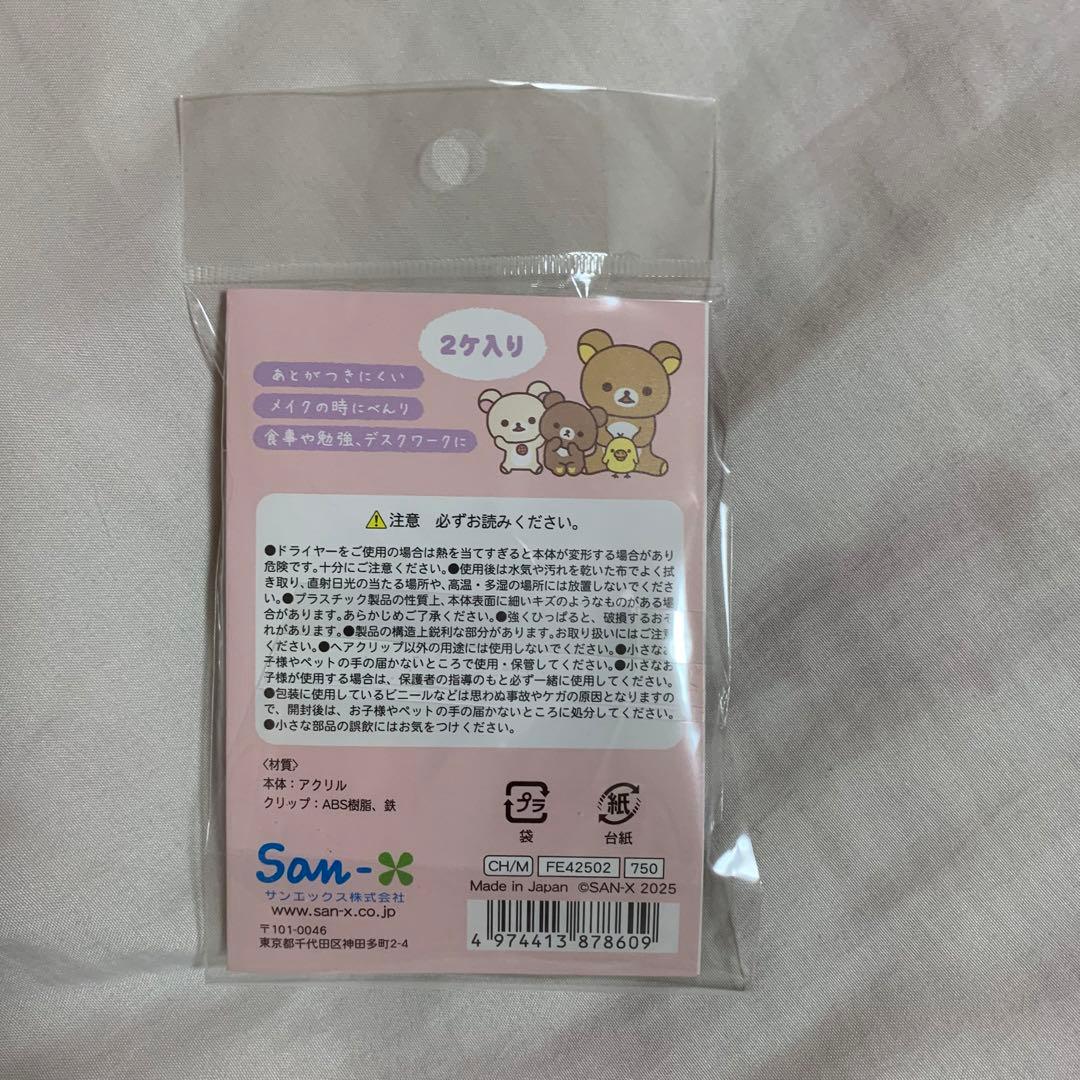 2ケ入り
あとがつきにくい
メイクの時にべんり
食事や勉強、デスクワークに
注意 必ずお読みください。
●ドライヤーをご使用の場合は熱を当てすぎると本体が変形する場合があり
危険です。十分にご注意ください。●使用後は水気や汚れを乾いた布でよく拭
き取り、直射日光の当たる場所や、高温・多湿の場所には放置しないでくださ
い。●プラスチック製品の性質上、本体表面に細いキズのようなものがある場
合があります。あらかじめご了承ください。●強くひっぱると、破損するおそ
れがあります。●製品の構造上鋭利な部分があります。お取り扱いにはご注意
ください。●ヘアクリップ以外の用途には使用しないでください。●小さなお
子様やペットの手の届かないところで使用・保管してください。●小さなお
子様が使用する場合は、保護者の指導のもと必ず一緒に使用してください。
●包装に使用しているビニールなどは思わぬ事故やケガの原因となりますの
で、開封後は、お子様やペットの手の届かないところに処分してください。
●小さな部品の誤飲にはお気をつけください。
〈材質〉
本体：アクリル
クリップ：ABS樹脂、鉄
プラ
袋
紙
台紙
San-X
サンエックス株式会社
www.san-x.co.jp
〒101-0046
東京都千代田区神田多町2-4
CH/M FE42502 750
Made in Japan ©SAN-X 2025
4 974413 878609